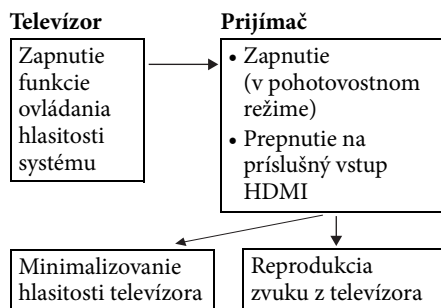 Televízor
Zapnutie
funkcie
ovládania
hlasitosti
systému
Prijímač
• Zapnutie
(v pohotovostnom
režime)
• Prepnutie na
príslušný vstup
HDMI
Minimalizovanie
hlasitosti televízora
Reprodukcia
zvuku z televízora